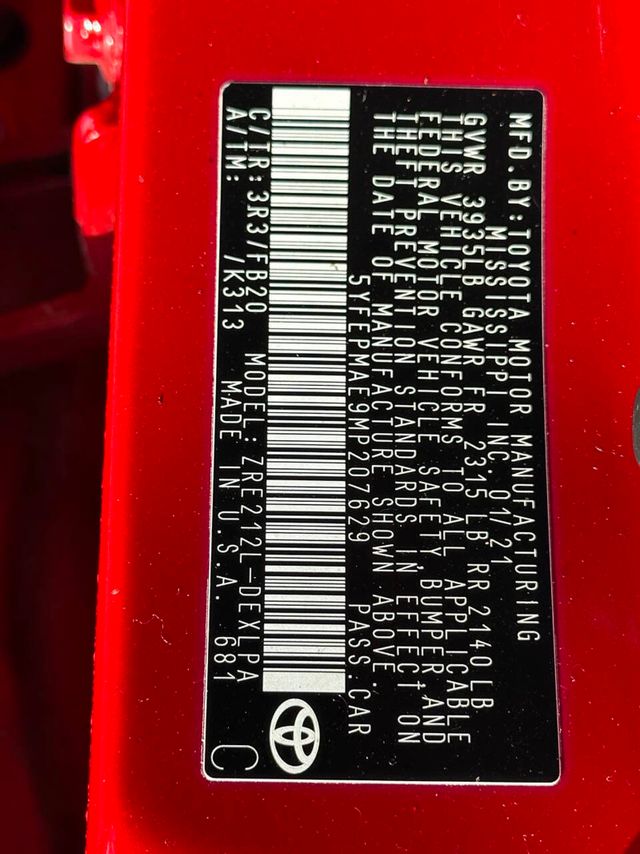 MFD.BY:TOYOTA MOTOR MANUFACTURING
MISSISSIPPI INC.01/21
GVWR 3935LB GAWR FR 2315 LB RR 2140LB
THIS VEHICLE CONFORMS TO ALL APPLICABLE
FEDERAL MOTOR VEHICLE SAFETY, BUMPER AND
THEFT PREVENTION STANDARDS IN EFFECT ON
THE DATE OF MANUFACTURE SHOWN ABOVE.
5YFEPMAE9MP207629 PASS.CAR
C/TR:3R3/FB20 MODEL:ZRE212L-DEXLPA
A/TM: /K313 MADE IN U.S.A. 681
C